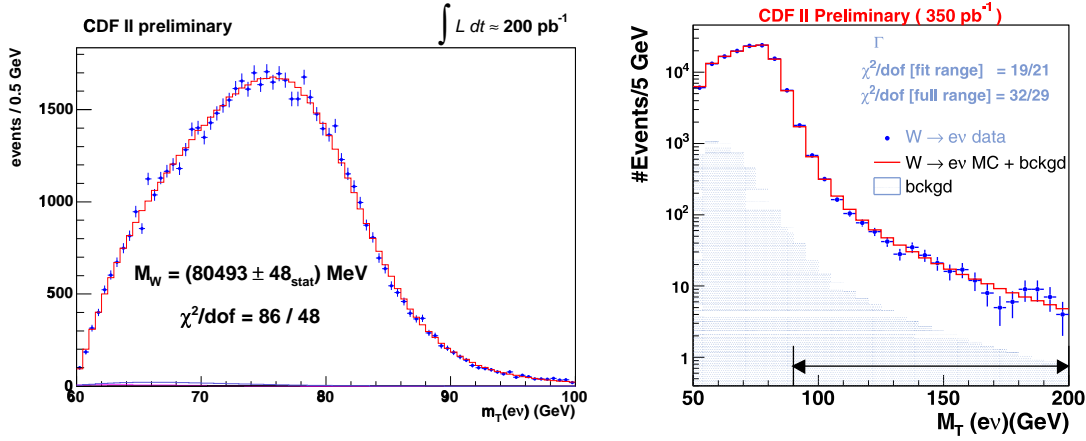 CDF II preliminary
∫ L dt ≈ 200 pb⁻¹
events / 0.5 GeV
1500
1000
500
0
M_W = (80493 ± 48_stat) MeV
χ²/dof = 86 / 48
60 70 80 90 100
m_T(eν) (GeV)
CDF II Preliminary ( 350 pb⁻¹)
#Events/5 GeV
10⁴
10³
10²
10
1
Γ
χ²/dof [fit range] = 19/21
χ²/dof [full range] = 32/29
W → eν data
W → eν MC + bckgd
bckgd
50 100 150 200
M_T (eν)(GeV)